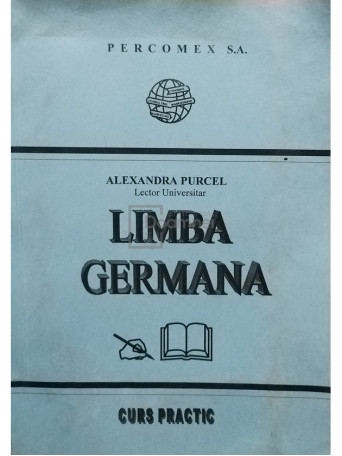 PERCOMEX S.A.
ALEXANDRA PURCEL
Lector Universitar
LIMBA
GERMANA
CURS PRACTIC